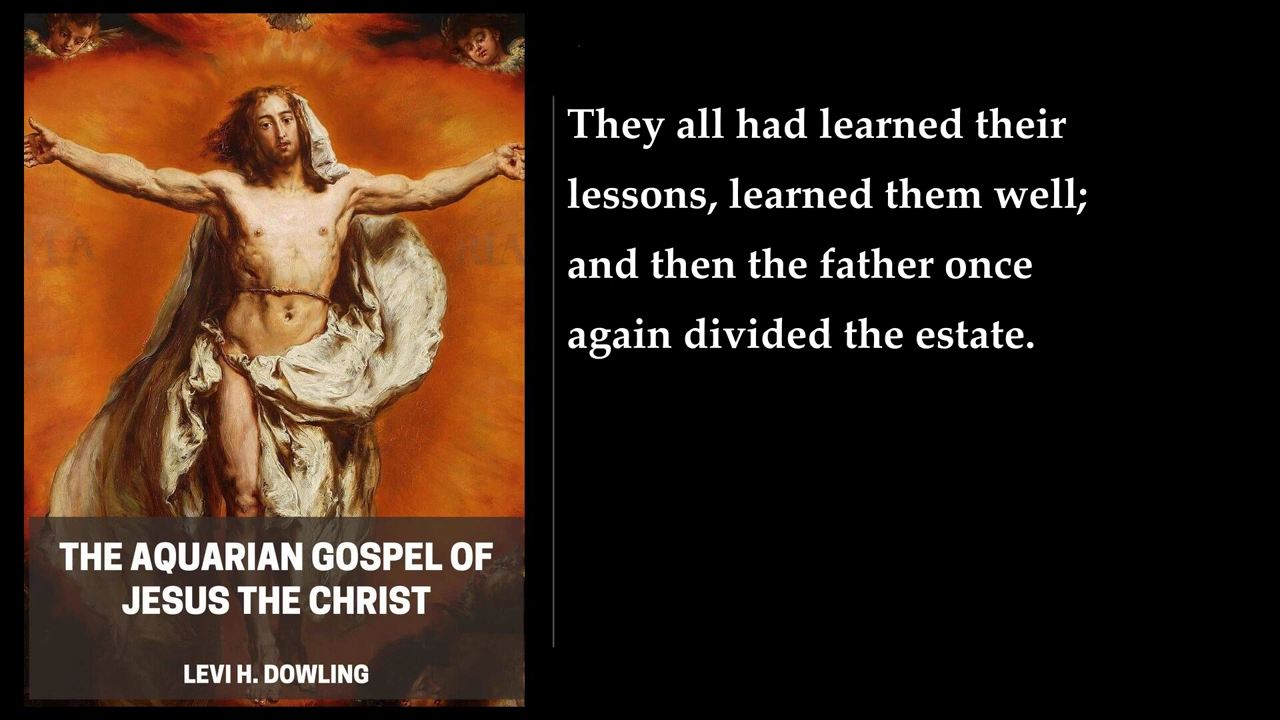 They all had learned their
lessons, learned them well;
and then the father once
again divided the estate.
THE AQUARIAN GOSPEL OF
JESUS THE CHRIST
LEVI H. DOWLING